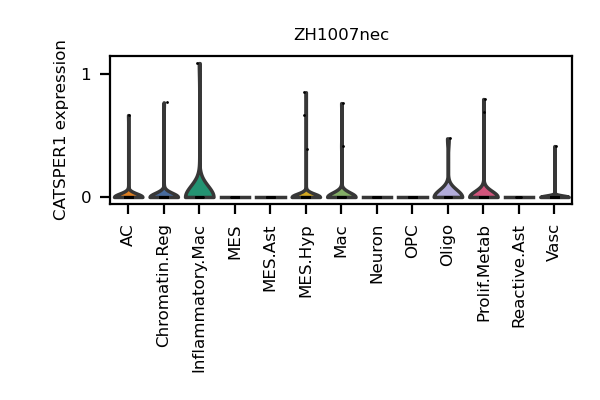 ZH1007nec
CATSPER1 expression
1
0
AC
Chromatin.Reg
Inflammatory.Mac
MES
MES.Ast
MES.Hyp
Mac
Neuron
OPC
Oligo
Prolif.Metab
Reactive.Ast
Vasc